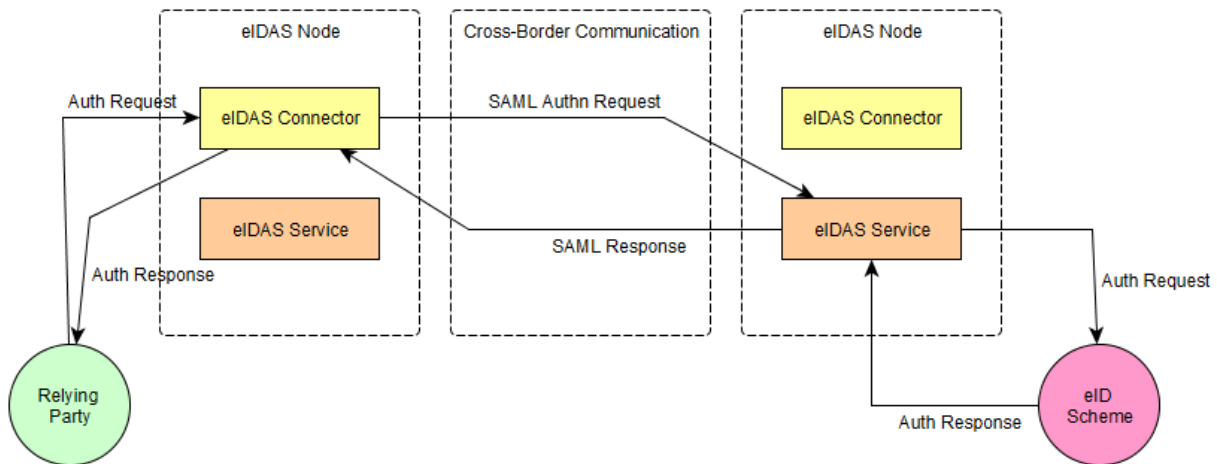 eIDAS Node
Cross-Border Communication
eIDAS Node
Auth Request
eIDAS Connector
SAML Authn Request
eIDAS Connector
eIDAS Service
SAML Response
eIDAS Service
Auth Response
Auth Request
Relying
Party
eID
Scheme
Auth Response